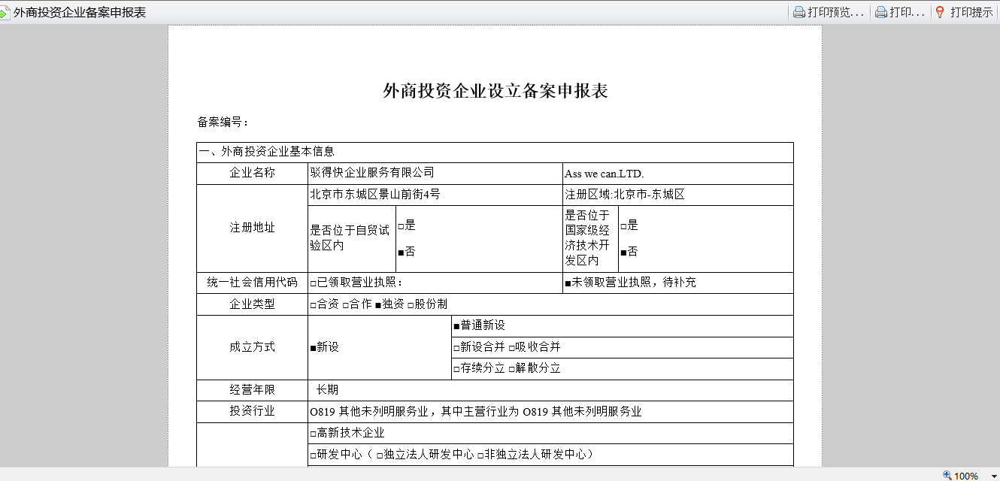 外商投资企业备案申报表
打印预览... 打印... 打印提示
外商投资企业设立备案申报表
备案编号：
一、外商投资企业基本信息
企业名称 驳得快企业服务有限公司 Ass we can.LTD.
注册地址 北京市东城区景山前街4号 注册区域:北京市-东城区
是否位于自贸试
验区内
□是
■否
是否位于
国家级经
济技术开
发区内
□是
■否
统一社会信用代码 □已领取营业执照： ■未领取营业执照，待补充
企业类型 □合资 □合作 ■独资 □股份制
成立方式 ■新设
■普通新设
□新设合并 □吸收合并
□存续分立 □解散分立
经营年限 长期
投资行业 O819 其他未列明服务业，其中主营行业为 O819 其他未列明服务业
□高新技术企业
□研发中心（ □独立法人研发中心 □非独立法人研发中心）
100%